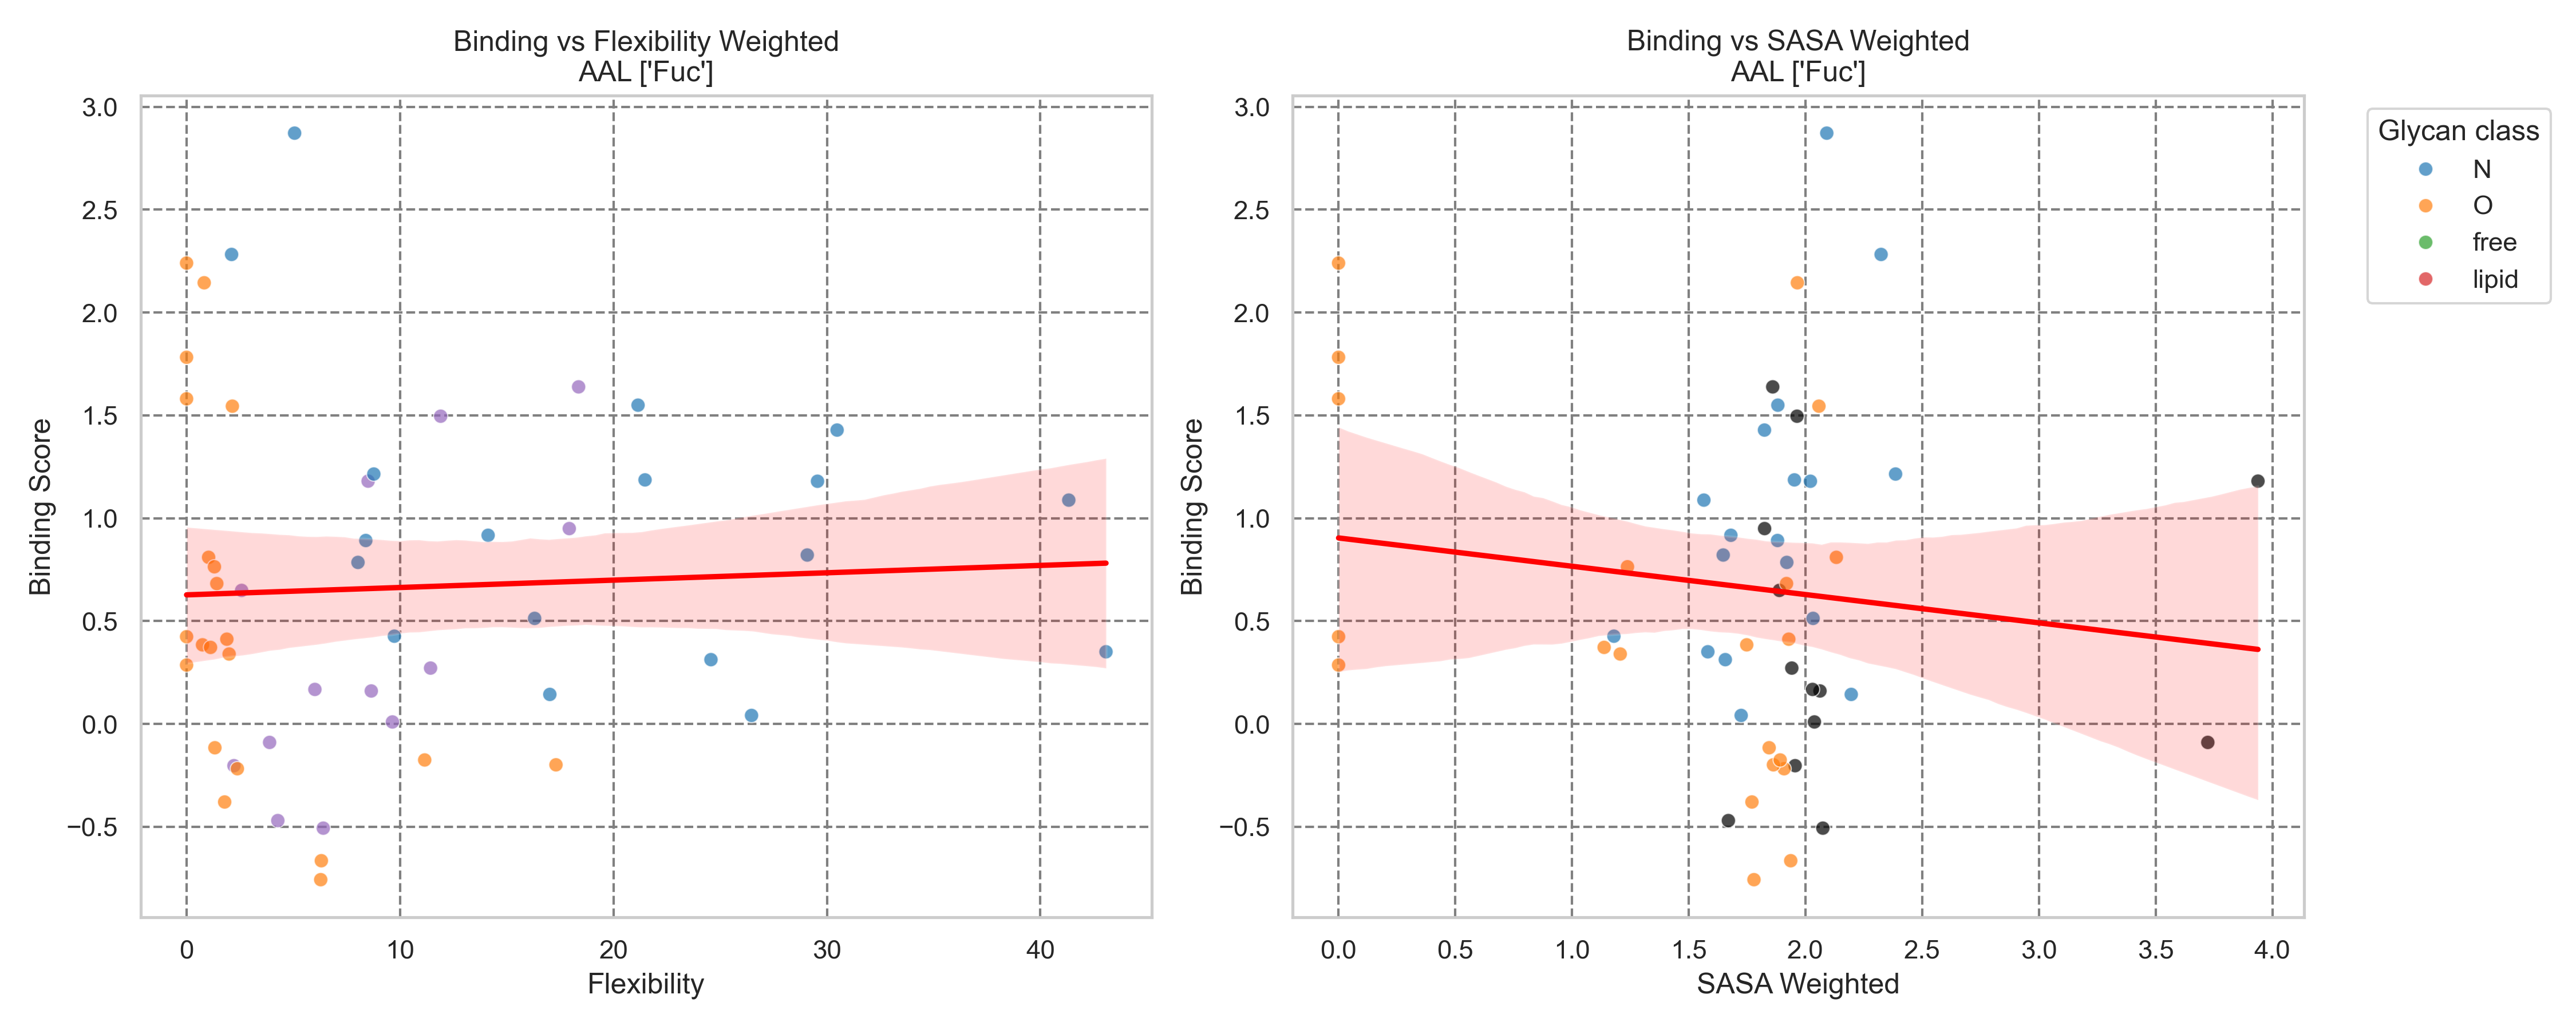 Binding vs Flexibility Weighted
AAL ['Fuc']
Binding Score
3.0
2.5
2.0
1.5
1.0
0.5
0.0
−0.5
0
10
20
30
40
Flexibility
Binding vs SASA Weighted
AAL ['Fuc']
Binding Score
3.0
2.5
2.0
1.5
1.0
0.5
0.0
−0.5
0.0
0.5
1.0
1.5
2.0
2.5
3.0
3.5
4.0
SASA Weighted
Glycan class
N
O
free
lipid